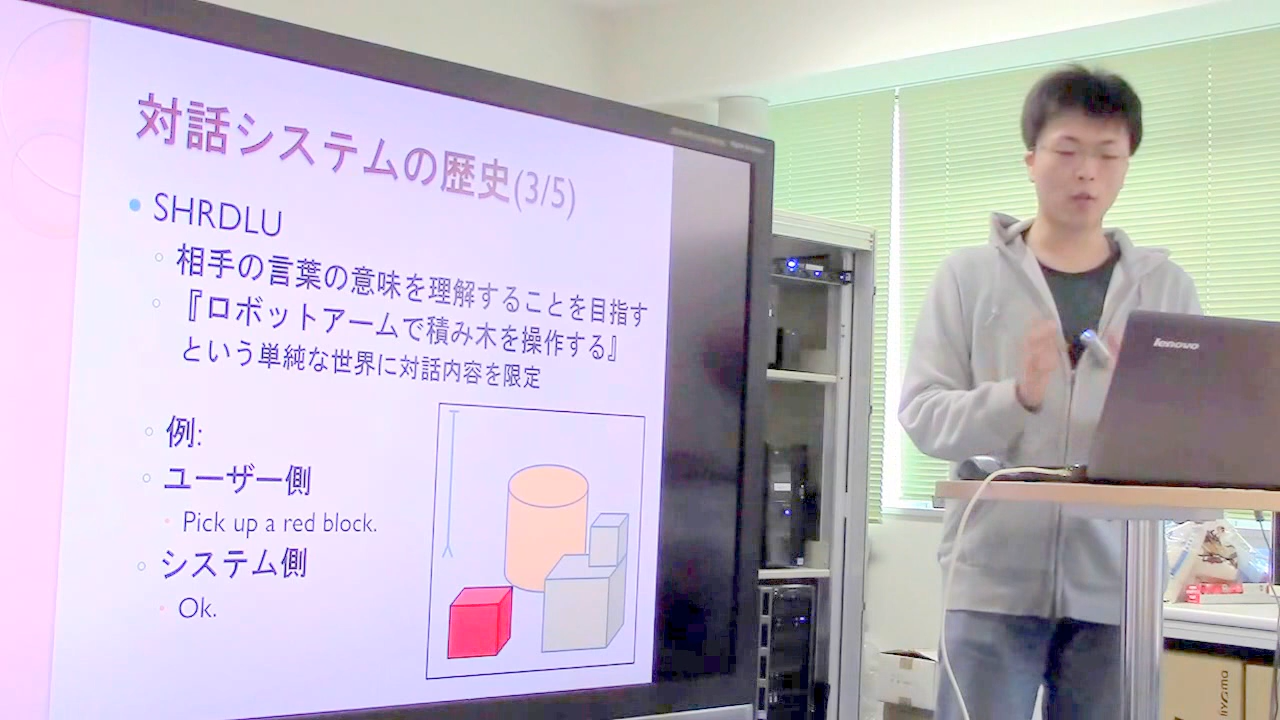 対話システムの歴史(3/5)
SHRDLU
相手の言葉の意味を理解することを目指す
『ロボットアームで積み木を操作する』
という単純な世界に対話内容を限定
例:
ユーザー側
Pick up a red block.
システム側
Ok.
lenovo